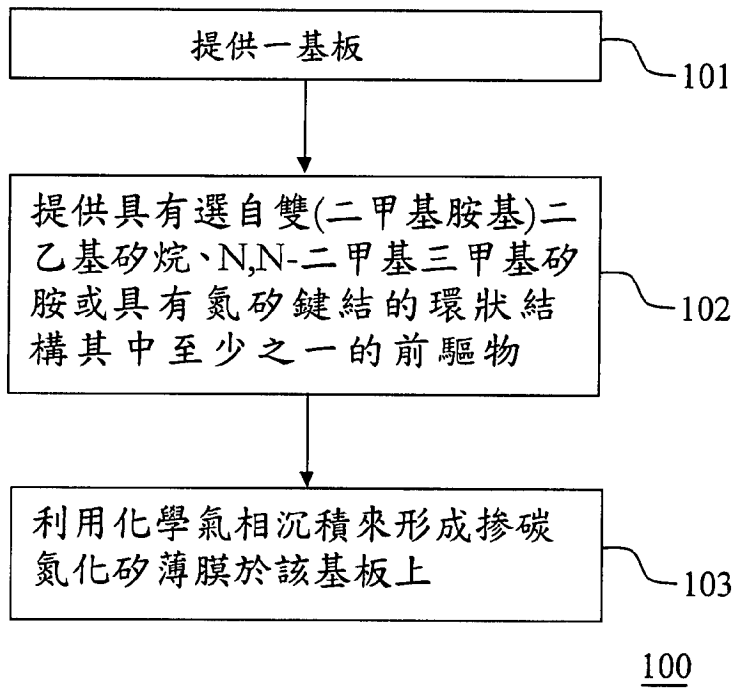 提供一基板
101
提供具有選自雙(二甲基胺基)二
乙基矽烷、N,N-二甲基三甲基矽
胺或具有氮矽鍵結的環狀結
構其中至少之一的前驅物
102
利用化學氣相沉積來形成掺碳
氮化矽薄膜於該基板上
103
100